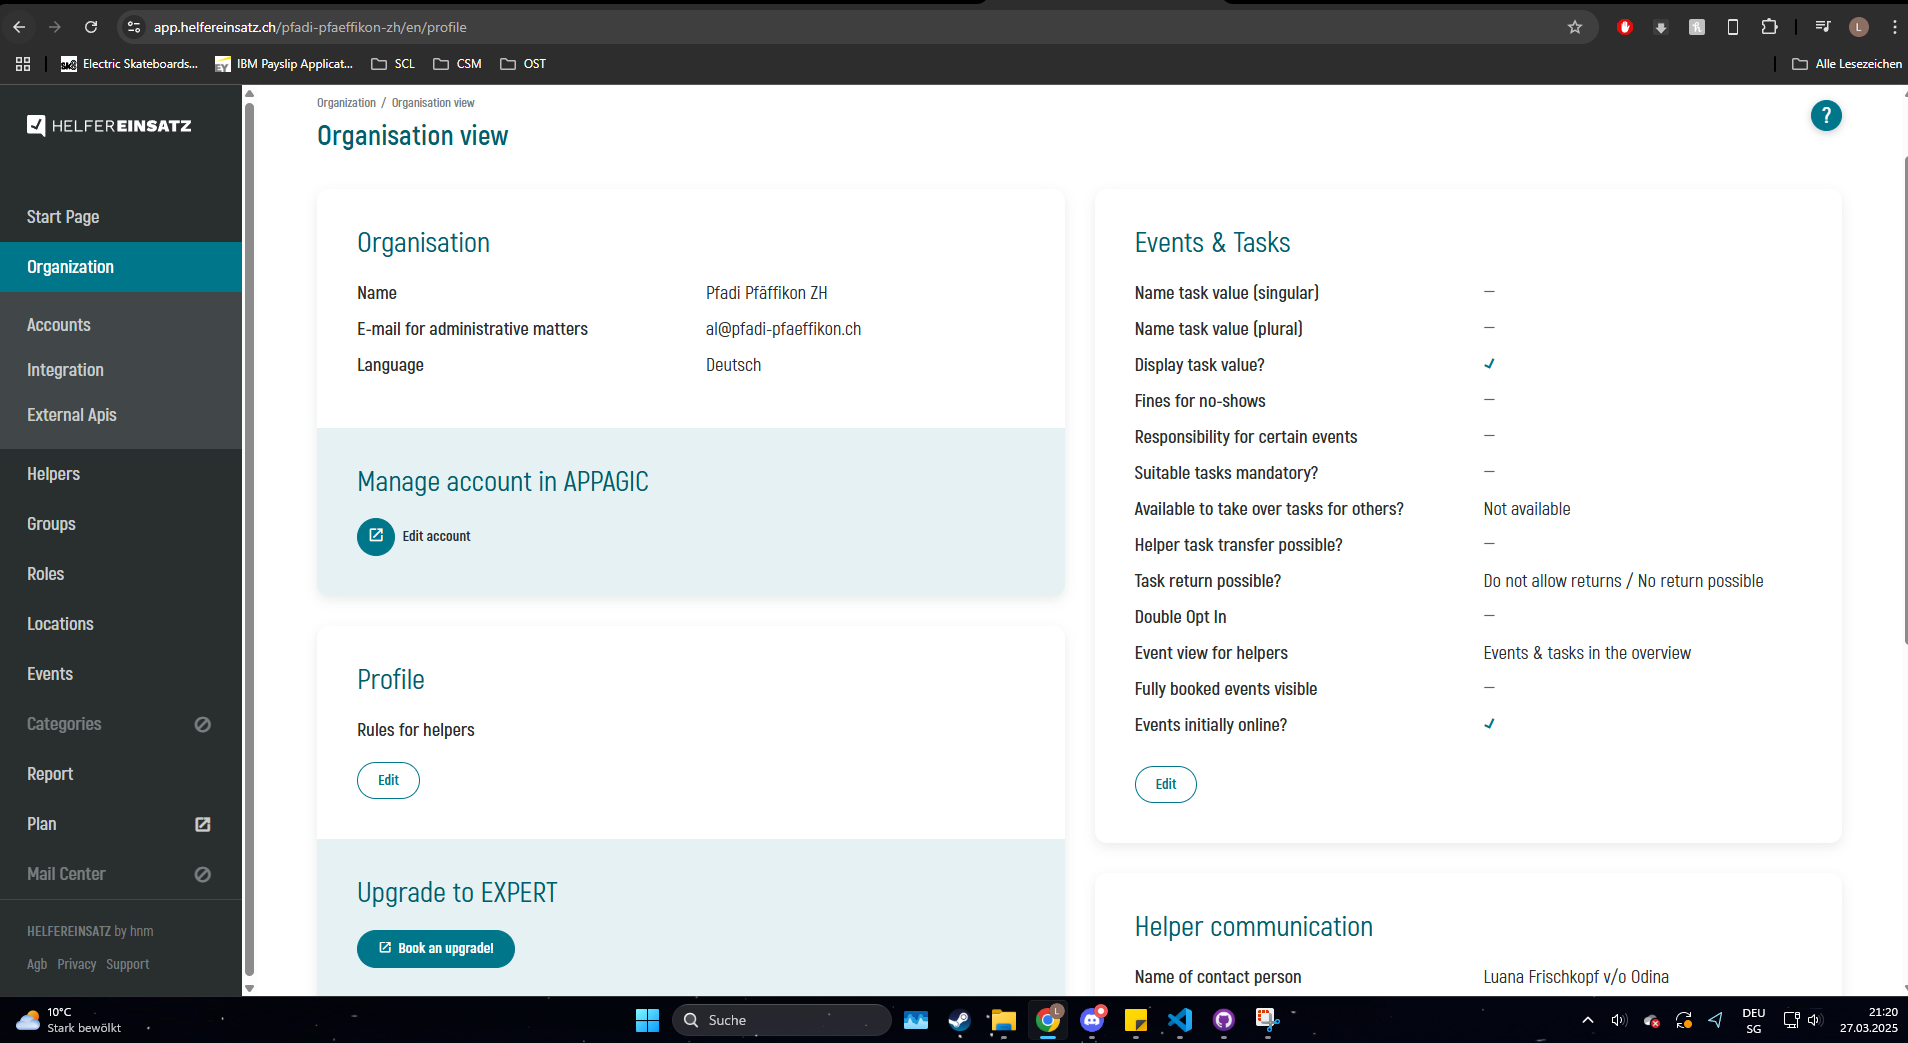 app.helfereinsatz.ch/pfadi-pfaeffikon-zh/en/profile
L
Electric Skateboards...
IBM Payslip Applicat...
SCL
CSM
OST
Alle Lesezeichen
HELFEREINSATZ
Start Page
Organization
Accounts
Integration
External Apis
Helpers
Groups
Roles
Locations
Events
Categories
Report
Plan
Mail Center
HELFEREINSATZ by hnm
Agb Privacy Support
Organization / Organisation view
Organisation view
?
Organisation
Name Pfadi Pfäffikon ZH
E-mail for administrative matters al@pfadi-pfaeffikon.ch
Language Deutsch
Manage account in APPAGIC
Edit account
Profile
Rules for helpers
Edit
Upgrade to EXPERT
Book an upgrade!
Events & Tasks
Name task value (singular) –
Name task value (plural) –
Display task value?
Fines for no-shows –
Responsibility for certain events –
Suitable tasks mandatory? –
Available to take over tasks for others? Not available
Helper task transfer possible? –
Task return possible? Do not allow returns / No return possible
Double Opt In –
Event view for helpers Events & tasks in the overview
Fully booked events visible –
Events initially online?
Edit
Helper communication
Name of contact person Luana Frischkopf v/o Odina
10°C
Stark bewölkt
Suche
DEU
SG
21:20
27.03.2025